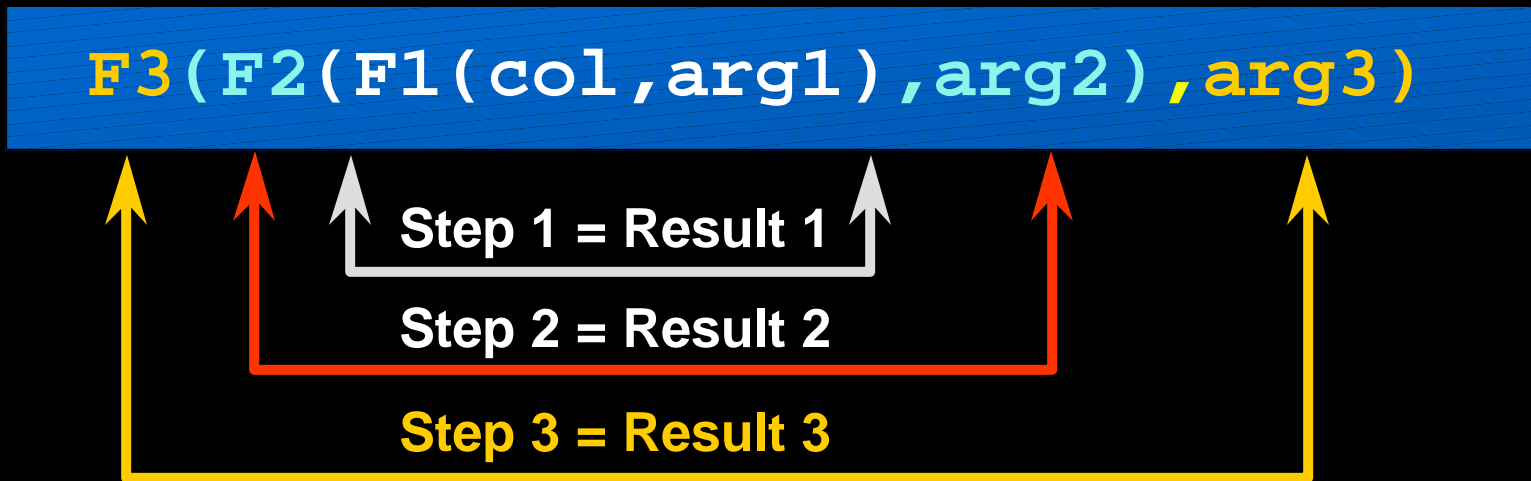 F3(F2(F1(col,arg1),arg2),arg3)
Step 1 = Result 1
Step 2 = Result 2
Step 3 = Result 3